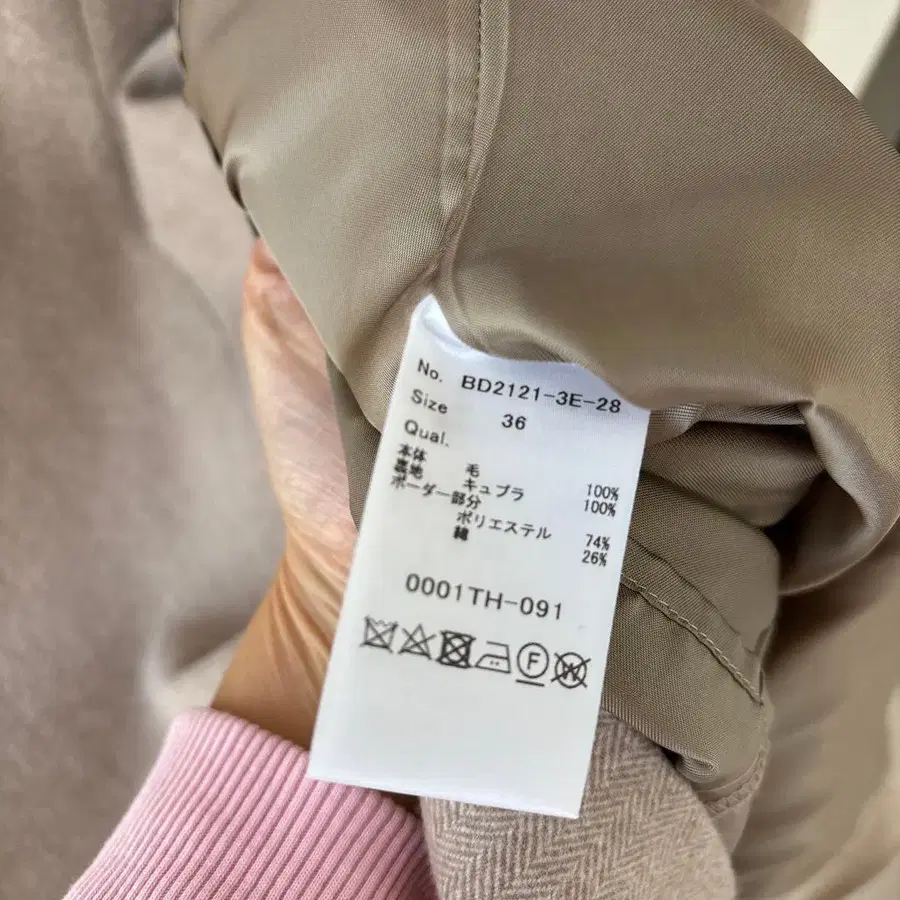 No. BD2121-3E-28
Size 36
Qual.
本体 毛 100%
裏地 キュプラ 100%
ボーダー部分
ポリエステル 74%
綿 26%
0001TH-091
F
W